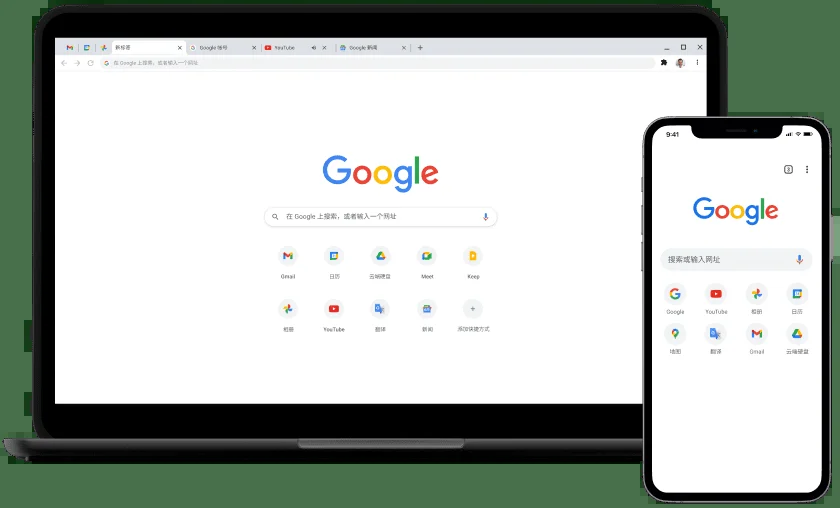 新标签 Google 账号 YouTube Google 新闻
在 Google 上搜索，或者输入一个网址
Google
在 Google 上搜索，或者输入一个网址
Gmail 日历 云端硬盘 Meet Keep
相册 YouTube 翻译 新闻 添加快捷方式
9:41
2
Google
搜索或输入网址
Google YouTube 相册 日历
地图 翻译 Gmail 云端硬盘